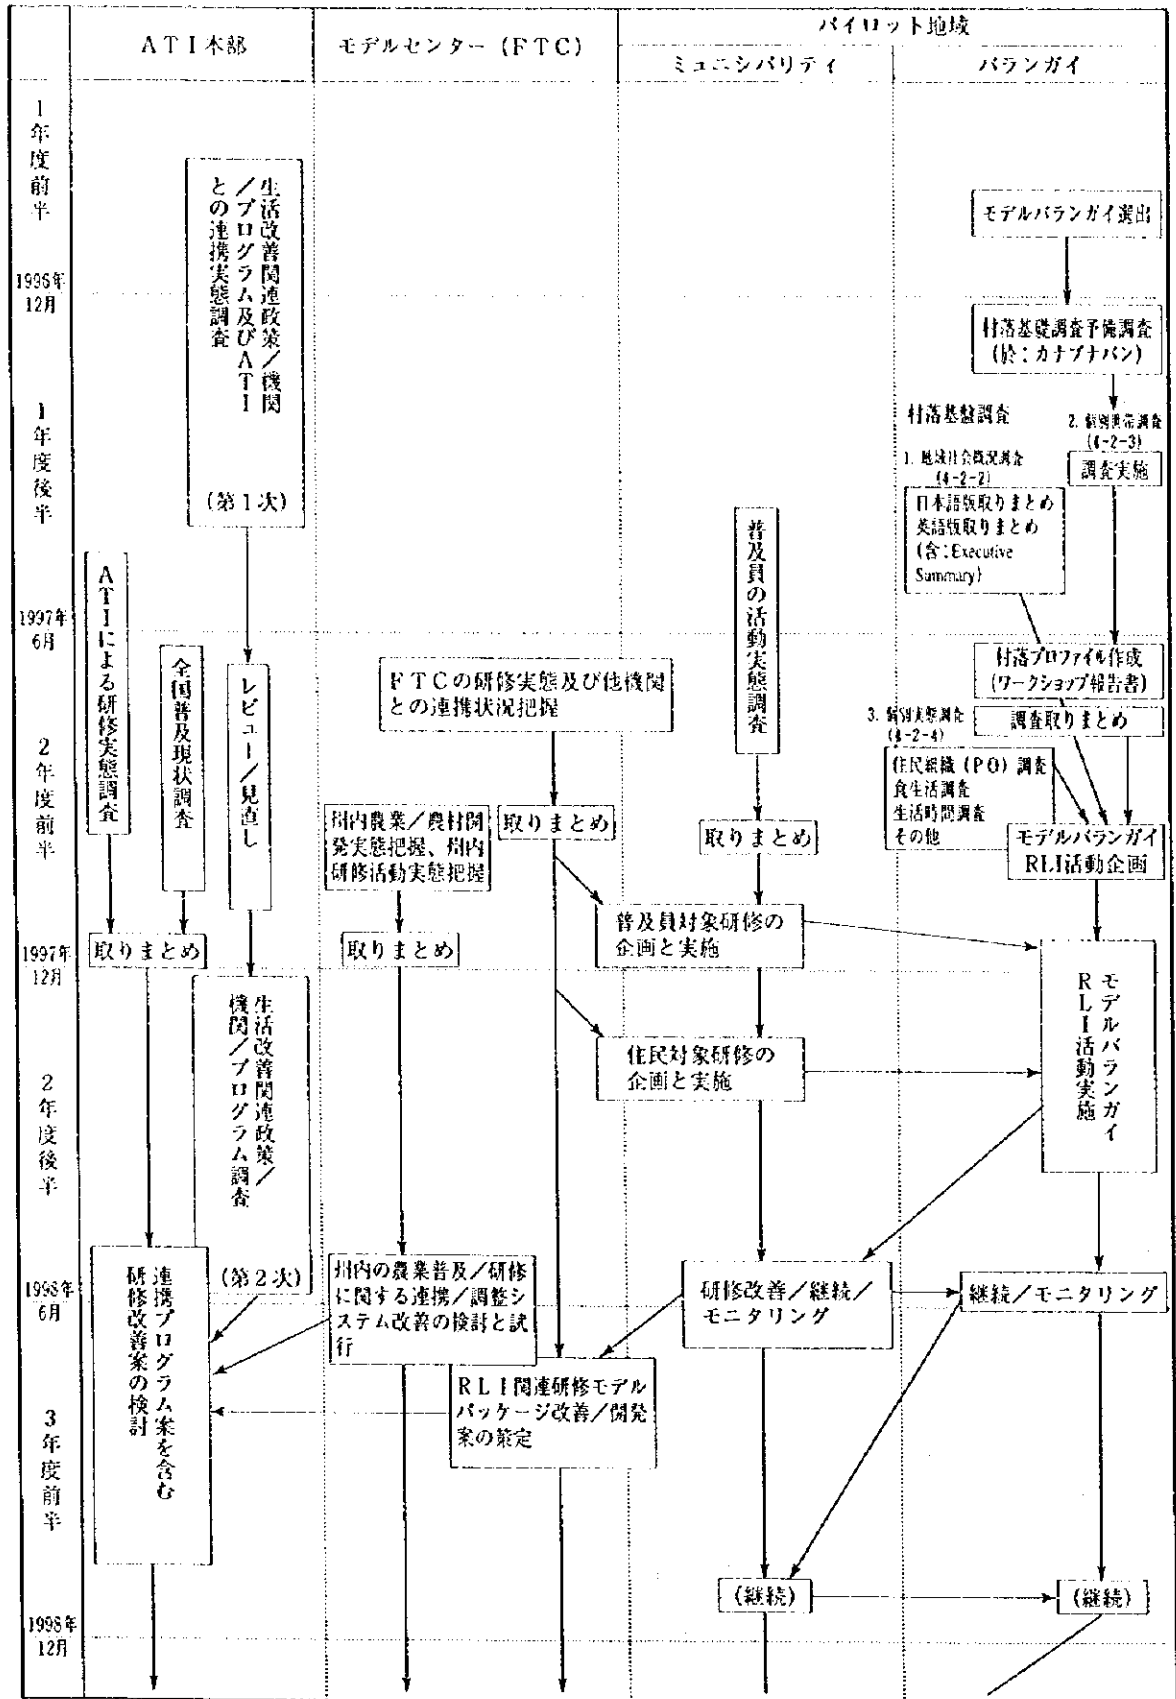 ATI本部
モデルセンター(FTC)
パイロット地域
ミュニシパリティ
バランガイ
1年度前半
1996年
12月
1年度後半
1997年
6月
2年度前半
1997年
12月
2年度後半
1998年
6月
3年度前半
1998年
12月
生活改善関連政策/機関
/プログラム及びATI
との連携実態調査
(第1次)
ATIによる研修実態調査
全国普及現状調査
レビュー/見直し
取りまとめ
生活改善関連政策/
機関/プログラム調査
(第2次)
連携プログラム案を含む
研修改善案の検討
FTCの研修実態及び他機関
との連携状況把握
州内農業/農村開
発実態把握、州内
研修活動実態把握
取りまとめ
取りまとめ
州内の農業普及/研修
に関する連携/調整シ
ステム改善の検討と試
行
RLI関連研修モデル
パッケージ改善/開発
案の策定
普及員の活動実態調査
取りまとめ
普及員対象研修の
企画と実施
住民対象研修の
企画と実施
研修改善/継続/
モニタリング
(継続)
モデルバランガイ選出
村落基礎調査予備調査
(於:カナブナバン)
村落基盤調査
2. 個別世帯調査
(4-2-3)
調査実施
1. 地域社会概況調査
(4-2-2)
日本語版取りまとめ
英語版取りまとめ
(含:Executive
Summary)
村落プロファイル作成
(ワークショップ報告書)
調査取りまとめ
3. 個別実態調査
(4-2-4)
住民組織(PO)調査
食生活調査
生活時間調査
その他
モデルバランガイ
RLI活動企画
モデルバランガイ
RLI活動実施
継続/モニタリング
(継続)